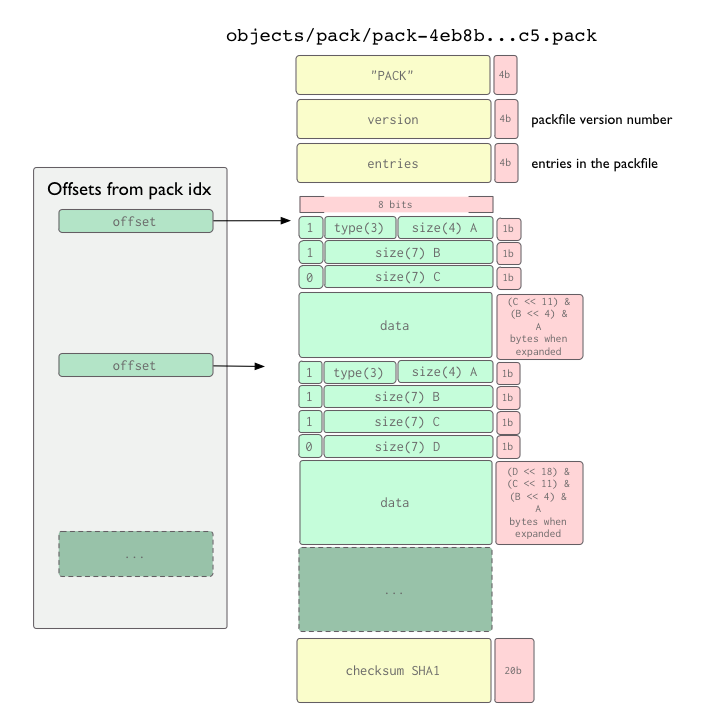 objects/pack/pack-4eb8b...c5.pack
"PACK" 4b
version 4b packfile version number
entries 4b entries in the packfile
Offsets from pack idx
8 bits
offset
1 type(3) size(4) A 1b
1 size(7) B 1b
0 size(7) C 1b
data
(C << 11) &
(B << 4) &
A
bytes when
expanded
offset
1 type(3) size(4) A 1b
1 size(7) B 1b
1 size(7) C 1b
0 size(7) D 1b
data
(D << 18) &
(C << 11) &
(B << 4) &
A
bytes when
expanded
...
...
checksum SHA1 20b